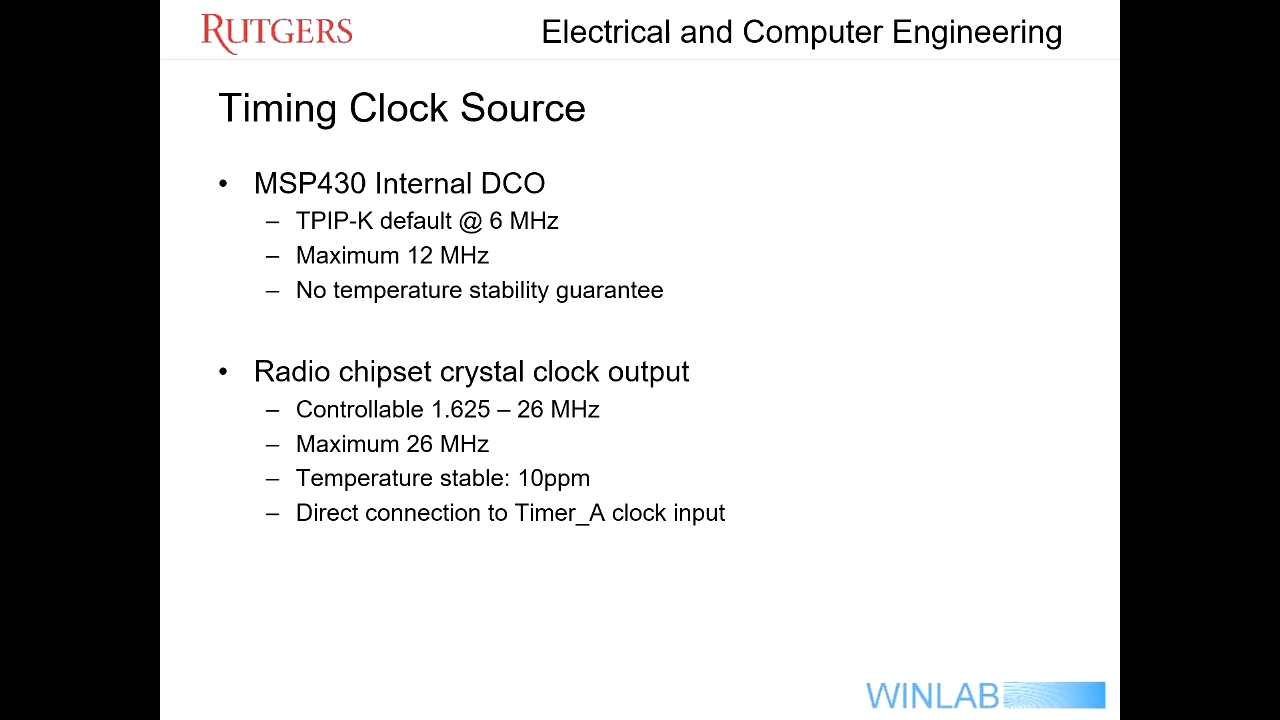 RUTGERS
Electrical and Computer Engineering
Timing Clock Source
• MSP430 Internal DCO
– TPIP-K default @ 6 MHz
– Maximum 12 MHz
– No temperature stability guarantee
• Radio chipset crystal clock output
– Controllable 1.625 – 26 MHz
– Maximum 26 MHz
– Temperature stable: 10ppm
– Direct connection to Timer_A clock input
WINLAB